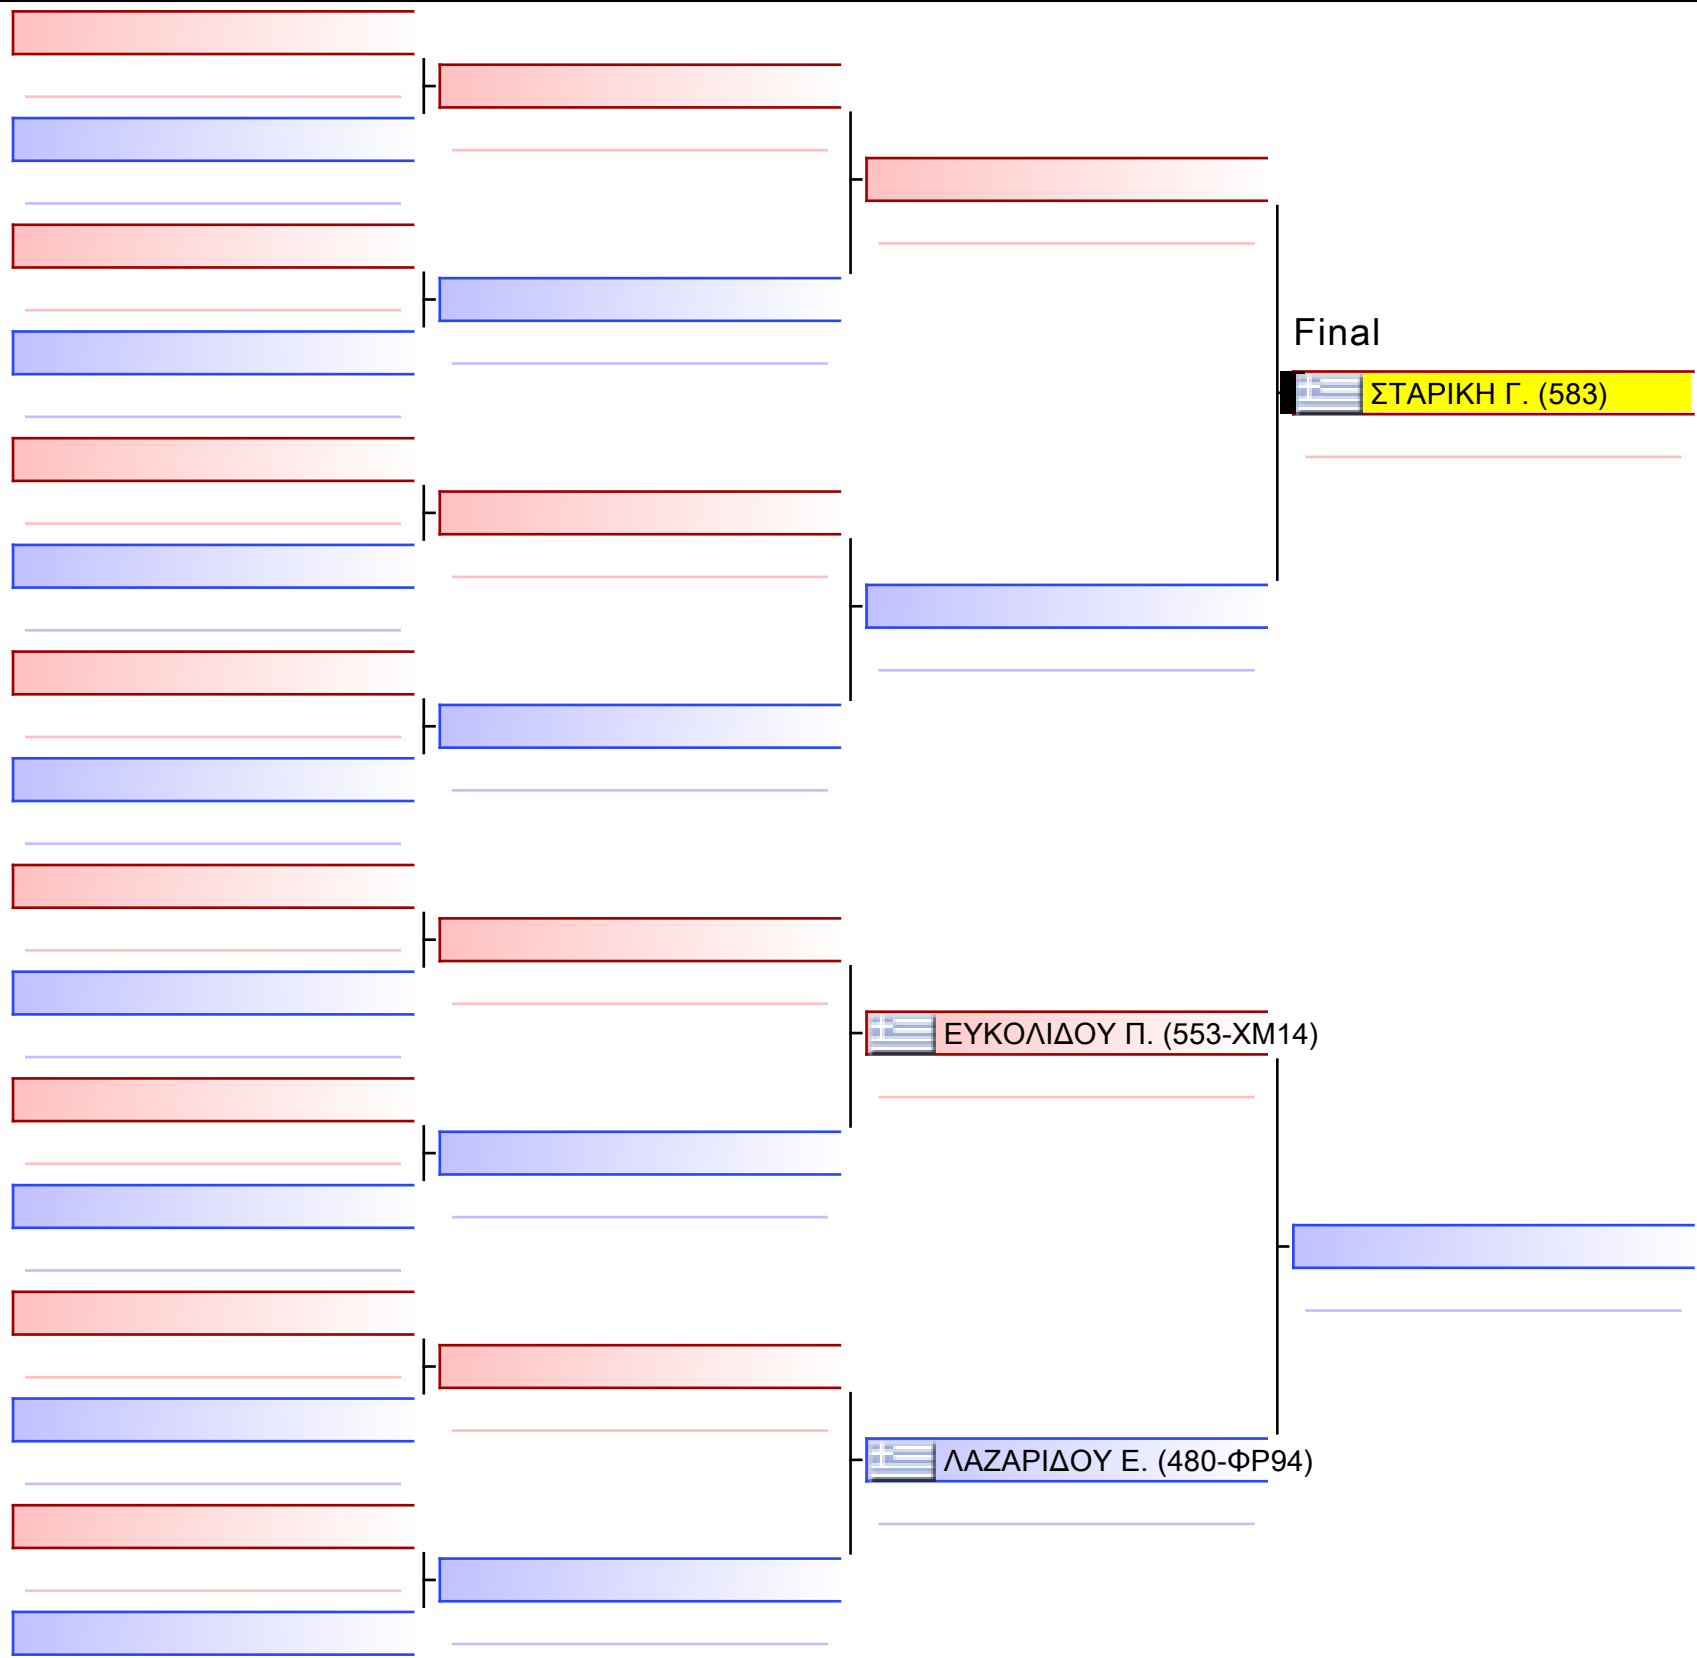 Final
ΣΤΑΡΙΚΗ Γ. (583)
ΕΥΚΟΛΙΔΟΥ Π. (553-ΧΜ14)
ΛΑΖΑΡΙΔΟΥ Ε. (480-ΦΡ94)